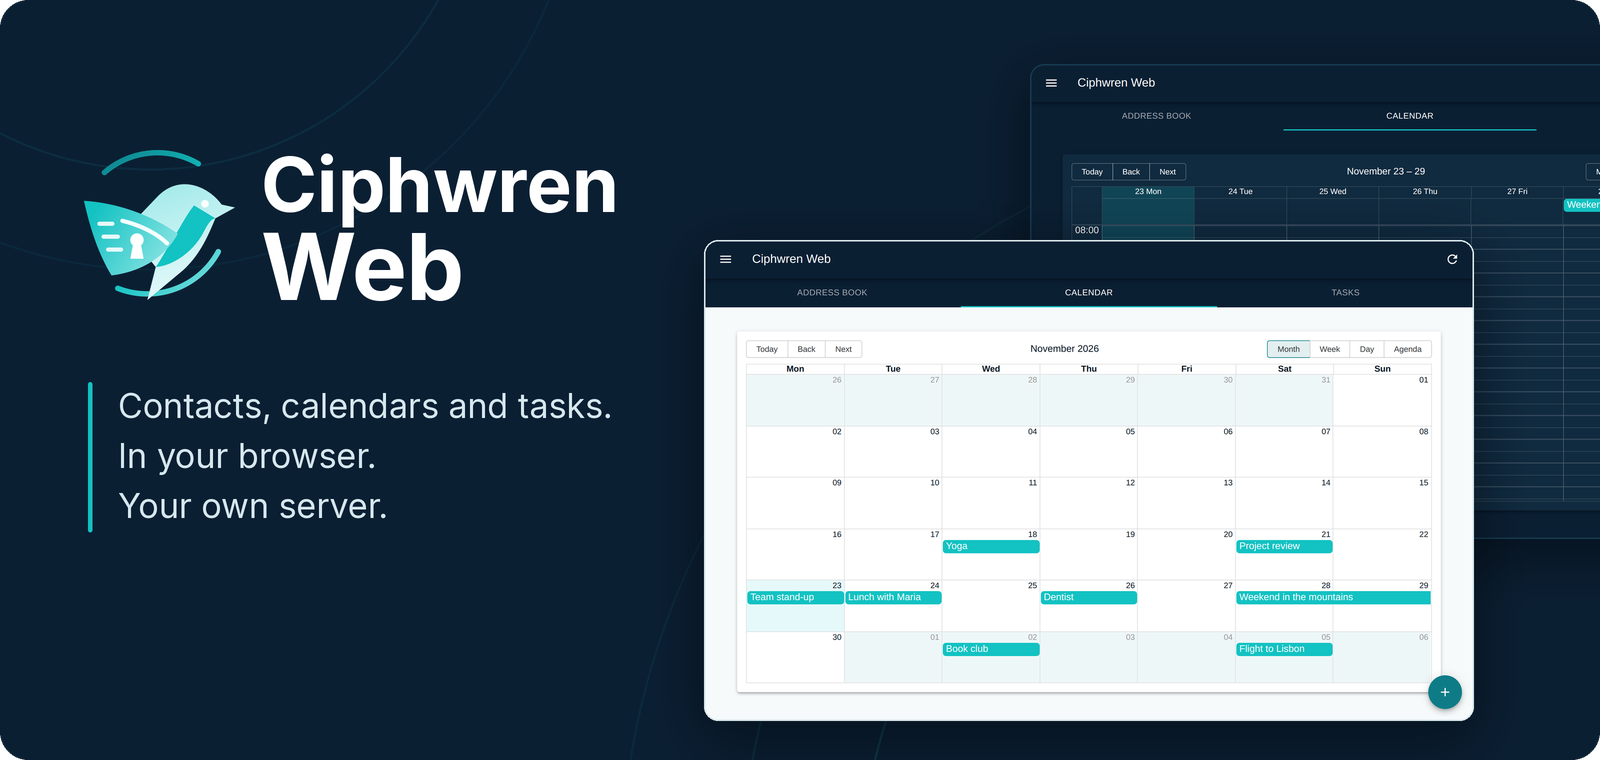 Ciphwren
Web
Contacts, calendars and tasks.
In your browser.
Your own server.
Ciphwren Web
ADDRESS BOOK CALENDAR
Today Back Next November 23 – 29
23 Mon 24 Tue 25 Wed 26 Thu 27 Fri
08:00
Ciphwren Web
ADDRESS BOOK CALENDAR TASKS
Today Back Next November 2026 Month Week Day Agenda
Mon Tue Wed Thu Fri Sat Sun
26 27 28 29 30 31 01
02 03 04 05 06 07 08
09 10 11 12 13 14 15
16 17 18 19 20 21 22
Yoga Project review
23 24 25 26 27 28 29
Team stand-up Lunch with Maria Dentist Weekend in the mountains
30 01 02 03 04 05 06
Book club Flight to Lisbon
+